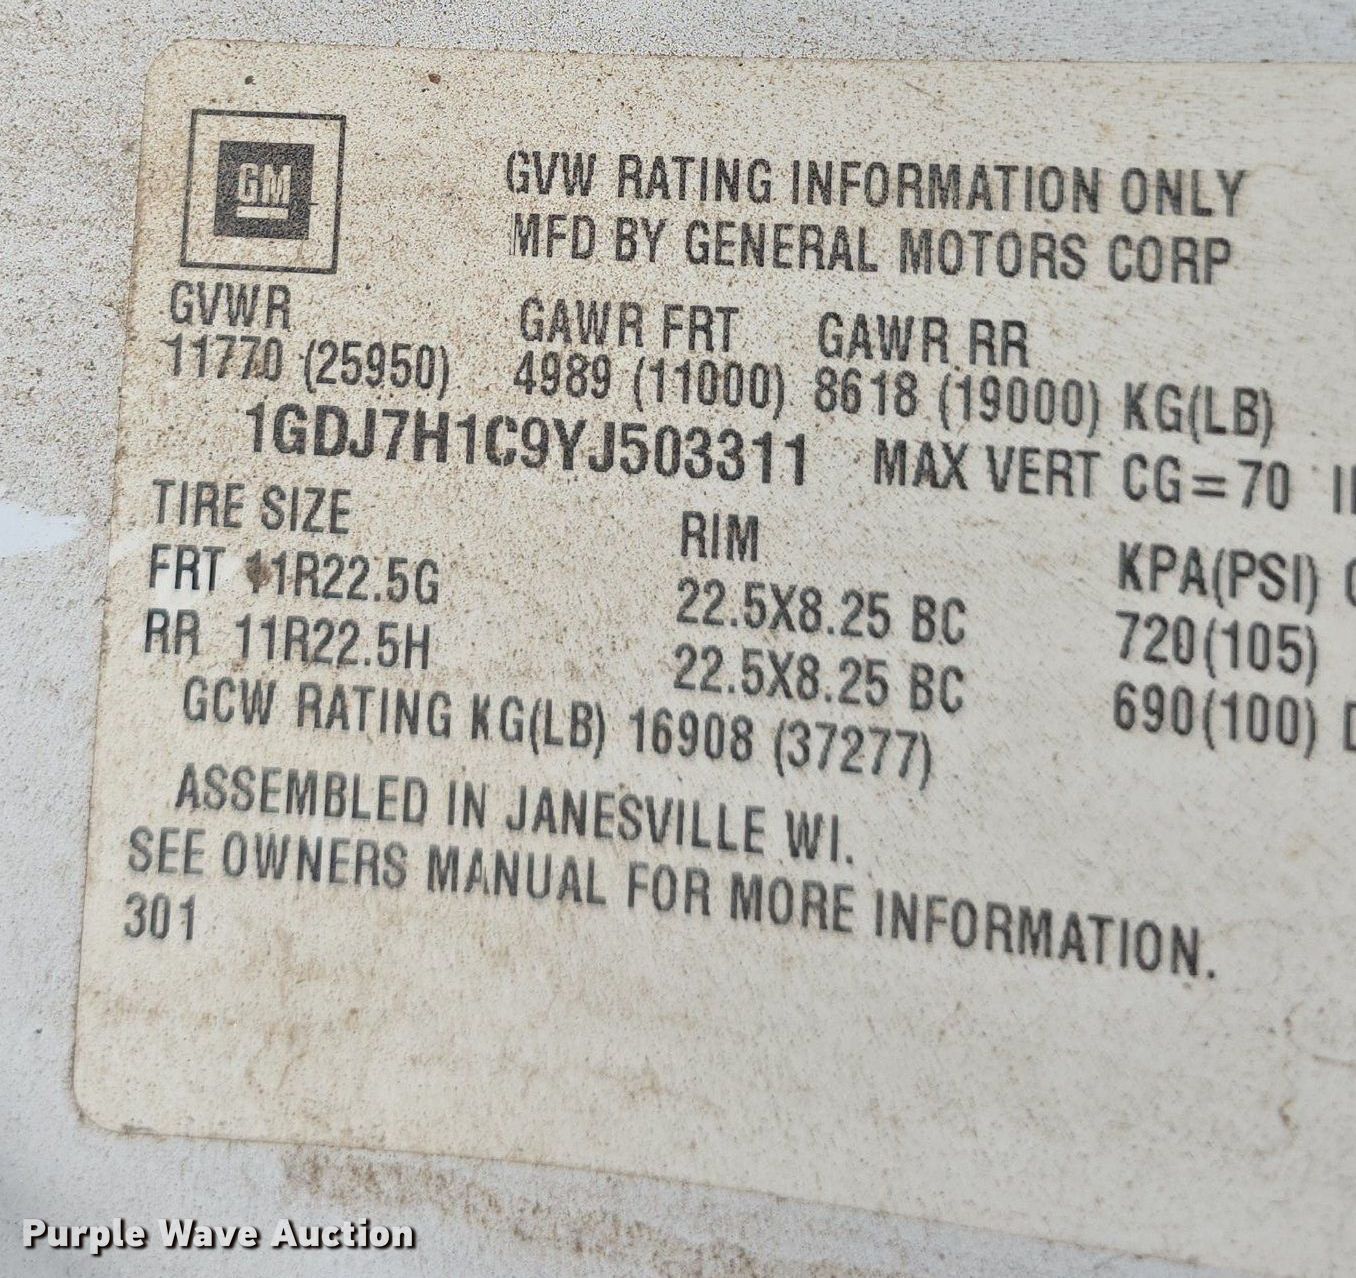 GM
GVW RATING INFORMATION ONLY
MFD BY GENERAL MOTORS CORP
GVWR GAWR FRT GAWR RR
11770 (25950) 4989 (11000) 8618 (19000) KG(LB)
1GDJ7H1C9YJ503311 MAX VERT CG=70
TIRE SIZE RIM KPA(PSI)
FRT 11R22.5G 22.5X8.25 BC 720(105)
RR 11R22.5H 22.5X8.25 BC 690(100)
GCW RATING KG(LB) 16908 (37277)
ASSEMBLED IN JANESVILLE WI.
SEE OWNERS MANUAL FOR MORE INFORMATION.
301
Purple Wave Auction